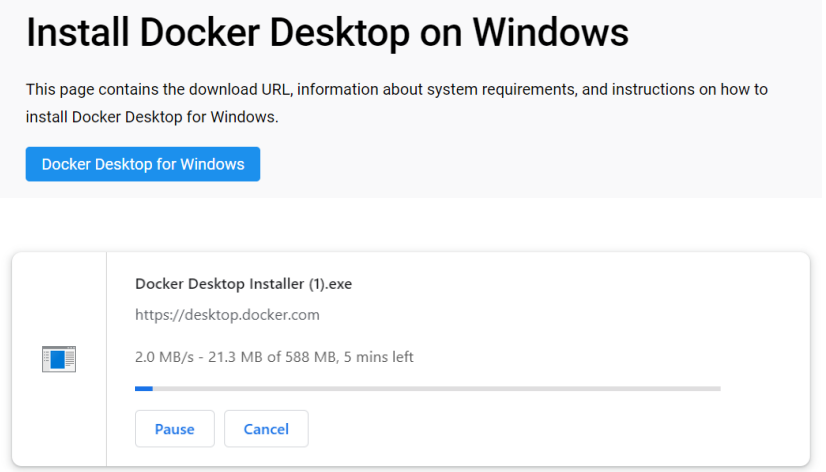 Install Docker Desktop on Windows
This page contains the download URL, information about system requirements, and instructions on how to
install Docker Desktop for Windows.
Docker Desktop for Windows
Docker Desktop Installer (1).exe
https://desktop.docker.com
2.0 MB/s - 21.3 MB of 588 MB, 5 mins left
Pause Cancel